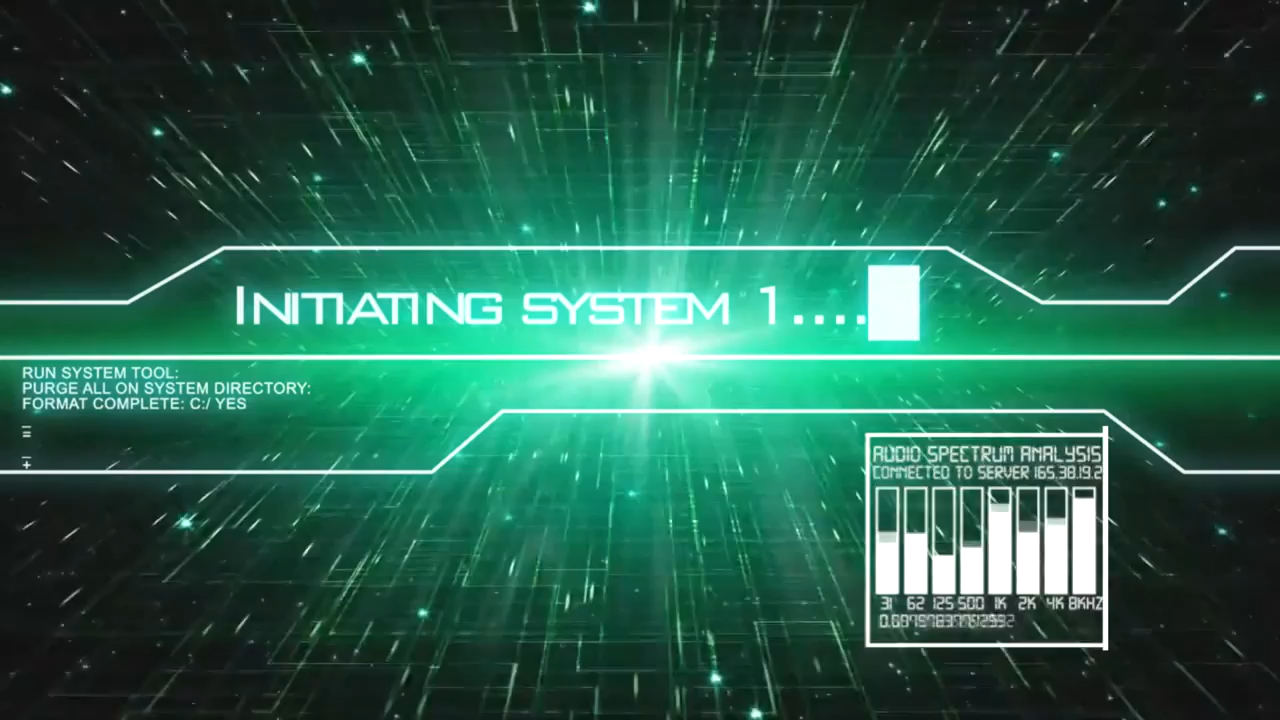 Initiating system 1....
RUN SYSTEM TOOL:
PURGE ALL ON SYSTEM DIRECTORY:
FORMAT COMPLETE: C:/ YES
AUDIO SPECTRUM ANALYSIS
CONNECTED TO SERVER 165.38.19.2
31 62 125 500 1K 2K 4K 8KHZ